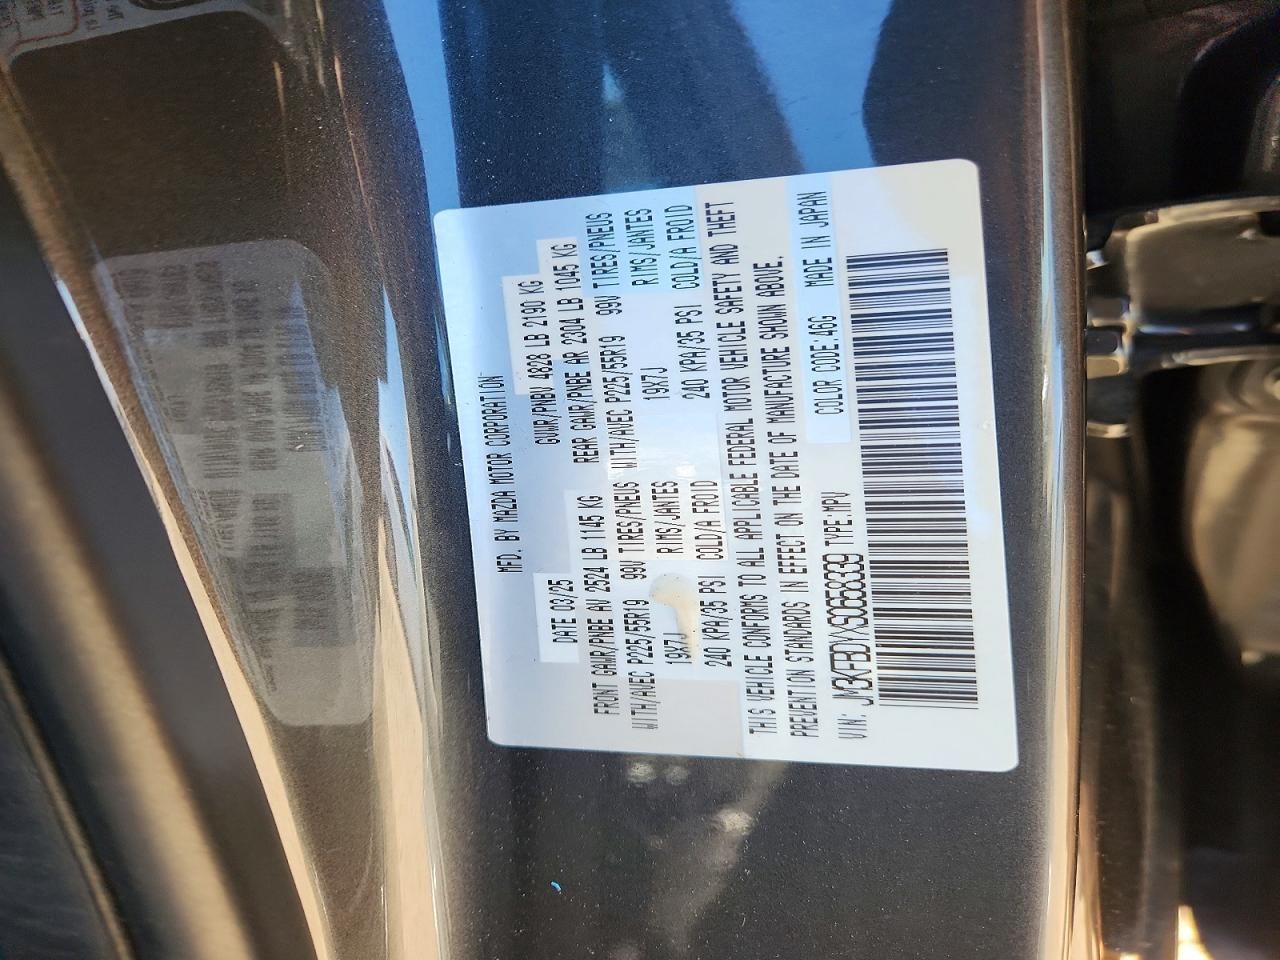 MFD. BY MAZDA MOTOR CORPORATION
DATE 03/25 GVWR/PNBV 4828 LB 2190 KG
FRONT GAWR/PNBE AV 2524 LB 1145 KG REAR GAWR/PNBE AR 2304 LB 1045 KG
WITH/AVEC P225/55R19 99V TIRES/PNEUS WITH/AVEC P225/55R19 99V TIRES/PNEUS
19X7J RIMS/JANTES 19X7J RIMS/JANTES
240 KPA/35 PSI COLD/A FROID 240 KPA/35 PSI COLD/A FROID
THIS VEHICLE CONFORMS TO ALL APPLICABLE FEDERAL MOTOR VEHICLE SAFETY AND THEFT
PREVENTION STANDARDS IN EFFECT ON THE DATE OF MANUFACTURE SHOWN ABOVE.
VIN: JM3KFBDYXS0658339 TYPE:MPV COLOR CODE:46G MADE IN JAPAN